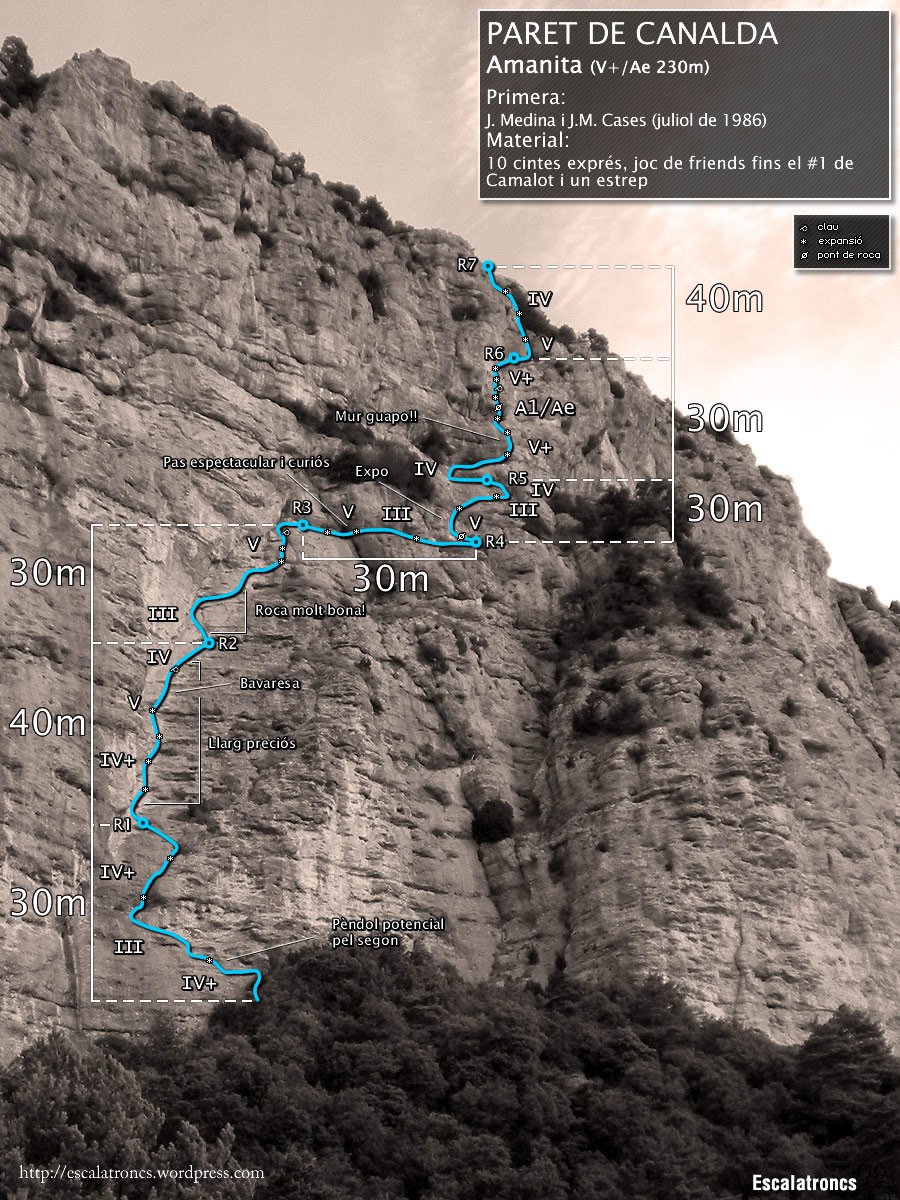 PARET DE CANALDA
Amanita (V+/Ae 230m)
Primera:
J. Medina i J.M. Cases (juliol de 1986)
Material:
10 cintes exprés, joc de friends fins el #1 de
Camalot i un estrep
clau
expansió
pont de roca
R7
40m
IV
V
R6
V+
A1/Ae
30m
Mur guapo!!
V+
IV
R5
IV
30m
III
Pas espectacular i curiós
Expo
R3
V
III
V
R4
30m
V
30m
III
Roca molt bona!
R2
IV
Bavaresa
V
40m
Llarg preciós
IV+
R1
IV+
30m
Pèndol potencial
pel segon
III
IV+
http://escalatroncs.wordpress.com
Escalatroncs